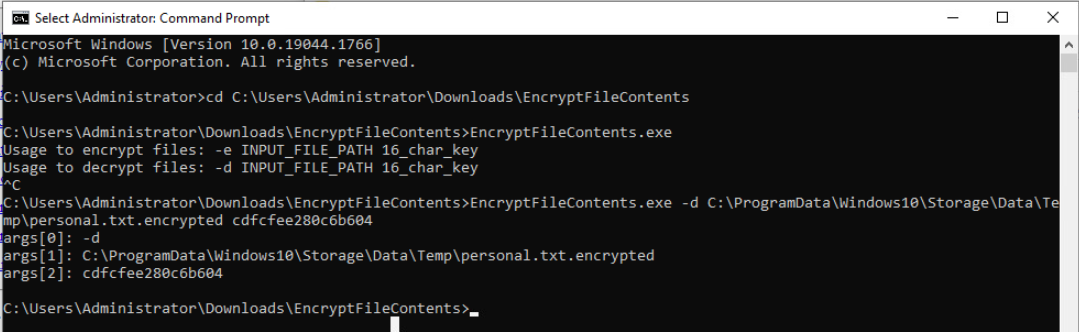 Select Administrator: Command Prompt
Microsoft Windows [Version 10.0.19044.1766]
(c) Microsoft Corporation. All rights reserved.
C:\Users\Administrator>cd C:\Users\Administrator\Downloads\EncryptFileContents
C:\Users\Administrator\Downloads\EncryptFileContents>EncryptFileContents.exe
Usage to encrypt files: -e INPUT_FILE_PATH 16_char_key
Usage to decrypt files: -d INPUT_FILE_PATH 16_char_key
^C
C:\Users\Administrator\Downloads\EncryptFileContents>EncryptFileContents.exe -d C:\ProgramData\Windows10\Storage\Data\Te
mp\personal.txt.encrypted cdfcfee280c6b604
args[0]: -d
args[1]: C:\ProgramData\Windows10\Storage\Data\Temp\personal.txt.encrypted
args[2]: cdfcfee280c6b604
C:\Users\Administrator\Downloads\EncryptFileContents>